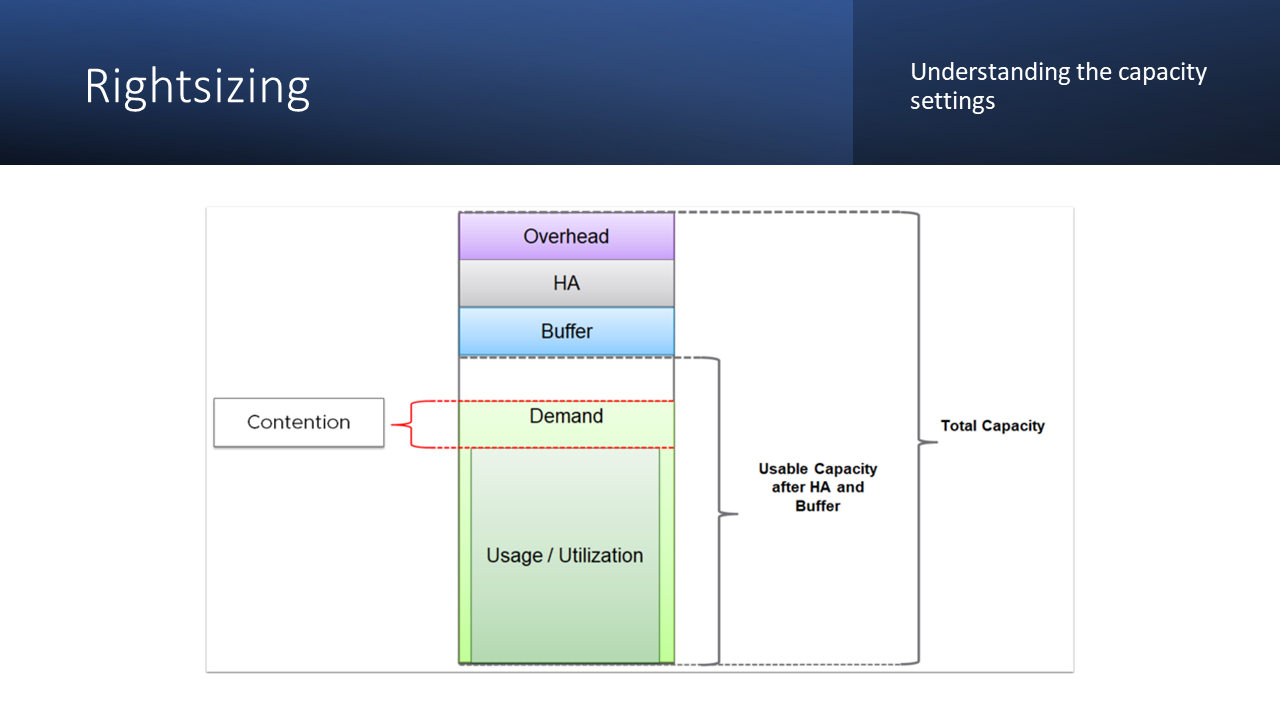 Rightsizing
Understanding the capacity
settings
Overhead
HA
Buffer
Contention
Demand
Total Capacity
Usable Capacity
after HA and
Buffer
Usage / Utilization